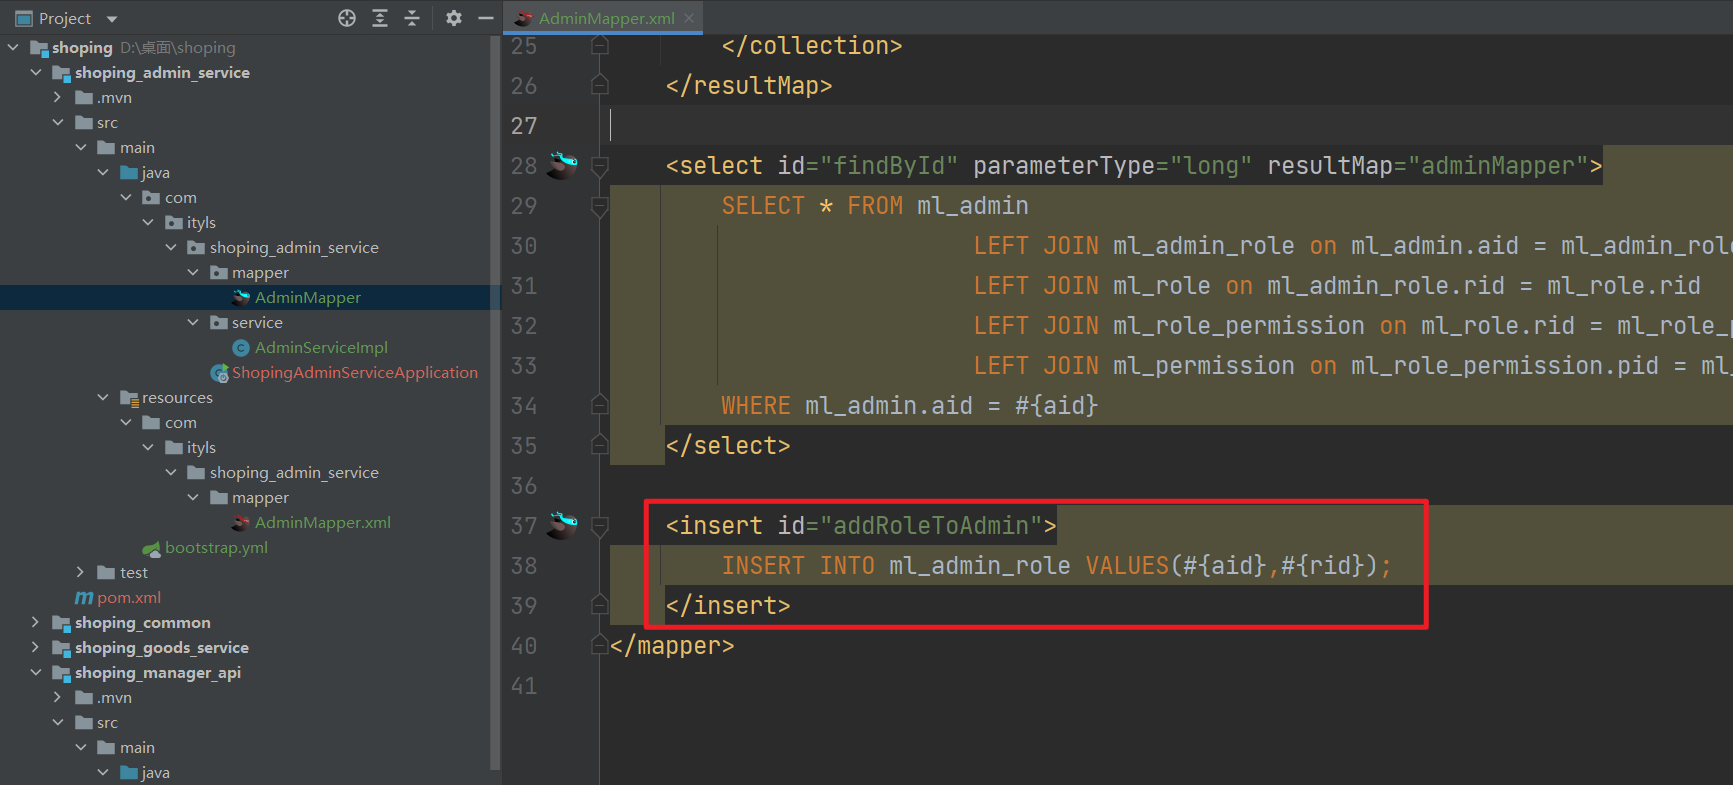 Project
shoping D:\桌面\shoping
shoping_admin_service
.mvn
src
main
java
com
ityls
shoping_admin_service
mapper
AdminMapper
service
AdminServiceImpl
ShopingAdminServiceApplication
resources
com
ityls
shoping_admin_service
mapper
AdminMapper.xml
bootstrap.yml
test
pom.xml
shoping_common
shoping_goods_service
shoping_manager_api
.mvn
src
main
java
AdminMapper.xml
25 </collection>
26 </resultMap>
27
28 <select id="findById" parameterType="long" resultMap="adminMapper">
29 SELECT * FROM ml_admin
30 LEFT JOIN ml_admin_role on ml_admin.aid = ml_admin_role
31 LEFT JOIN ml_role on ml_admin_role.rid = ml_role.rid
32 LEFT JOIN ml_role_permission on ml_role.rid = ml_role_p
33 LEFT JOIN ml_permission on ml_role_permission.pid = ml_
34 WHERE ml_admin.aid = #{aid}
35 </select>
36
37 <insert id="addRoleToAdmin">
38 INSERT INTO ml_admin_role VALUES(#{aid},#{rid});
39 </insert>
40 </mapper>
41